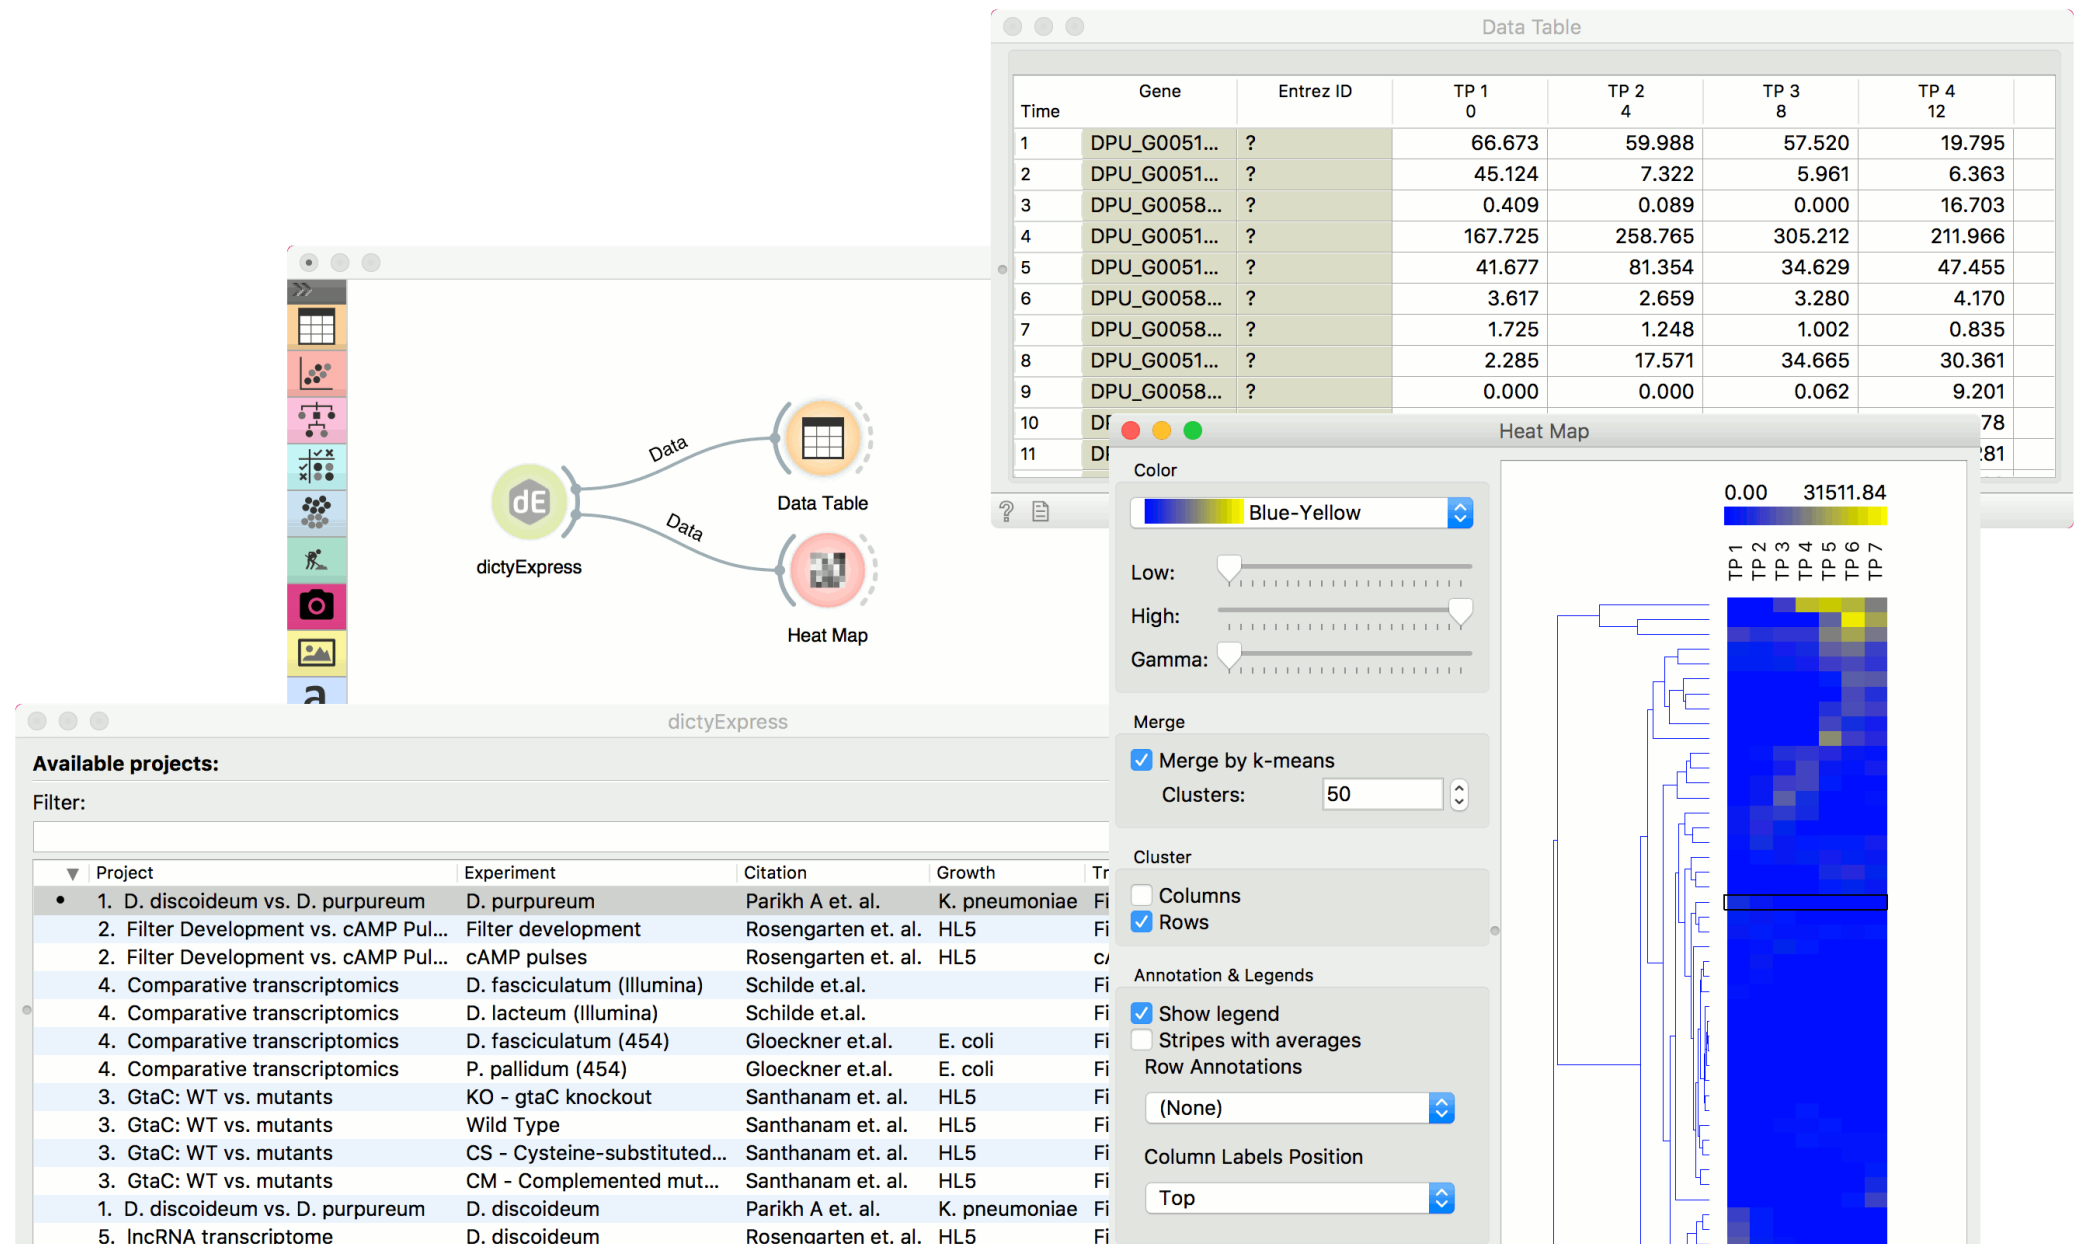 Data Table
Gene Entrez ID TP 1 TP 2 TP 3 TP 4
Time 0 4 8 12
1 DPU_G0051... ? 66.673 59.988 57.520 19.795
2 DPU_G0051... ? 45.124 7.322 5.961 6.363
3 DPU_G0058... ? 0.409 0.089 0.000 16.703
4 DPU_G0051... ? 167.725 258.765 305.212 211.966
5 DPU_G0051... ? 41.677 81.354 34.629 47.455
6 DPU_G0058... ? 3.617 2.659 3.280 4.170
7 DPU_G0058... ? 1.725 1.248 1.002 0.835
8 DPU_G0051... ? 2.285 17.571 34.665 30.361
9 DPU_G0058... ? 0.000 0.000 0.062 9.201
10 78
11 281
?
Data
Data
dE
dictyExpress
Data Table
Heat Map
a
dictyExpress
Available projects:
Filter:
Project Experiment Citation Growth Tr
1. D. discoideum vs. D. purpureum D. purpureum Parikh A et. al. K. pneumoniae Fi
2. Filter Development vs. cAMP Pul... Filter development Rosengarten et. al. HL5 Fi
2. Filter Development vs. cAMP Pul... cAMP pulses Rosengarten et. al. HL5 cA
4. Comparative transcriptomics D. fasciculatum (Illumina) Schilde et.al. Fi
4. Comparative transcriptomics D. lacteum (Illumina) Schilde et.al. Fi
4. Comparative transcriptomics D. fasciculatum (454) Gloeckner et.al. E. coli Fi
4. Comparative transcriptomics P. pallidum (454) Gloeckner et.al. E. coli Fi
3. GtaC: WT vs. mutants KO - gtaC knockout Santhanam et. al. HL5 Fi
3. GtaC: WT vs. mutants Wild Type Santhanam et. al. HL5 Fi
3. GtaC: WT vs. mutants CS - Cysteine-substituted... Santhanam et. al. HL5 Fi
3. GtaC: WT vs. mutants CM - Complemented mut... Santhanam et. al. HL5 Fi
1. D. discoideum vs. D. purpureum D. discoideum Parikh A et. al. K. pneumoniae Fi
5. lncRNA transcriptome D. discoideum Rosengarten et. al. HL5 Fi
Heat Map
Color
Blue-Yellow
Low:
High:
Gamma:
Merge
Merge by k-means
Clusters: 50
Cluster
Columns
Rows
Annotation & Legends
Show legend
Stripes with averages
Row Annotations
(None)
Column Labels Position
Top
0.00 31511.84
TP 1
TP 2
TP 3
TP 4
TP 5
TP 6
TP 7